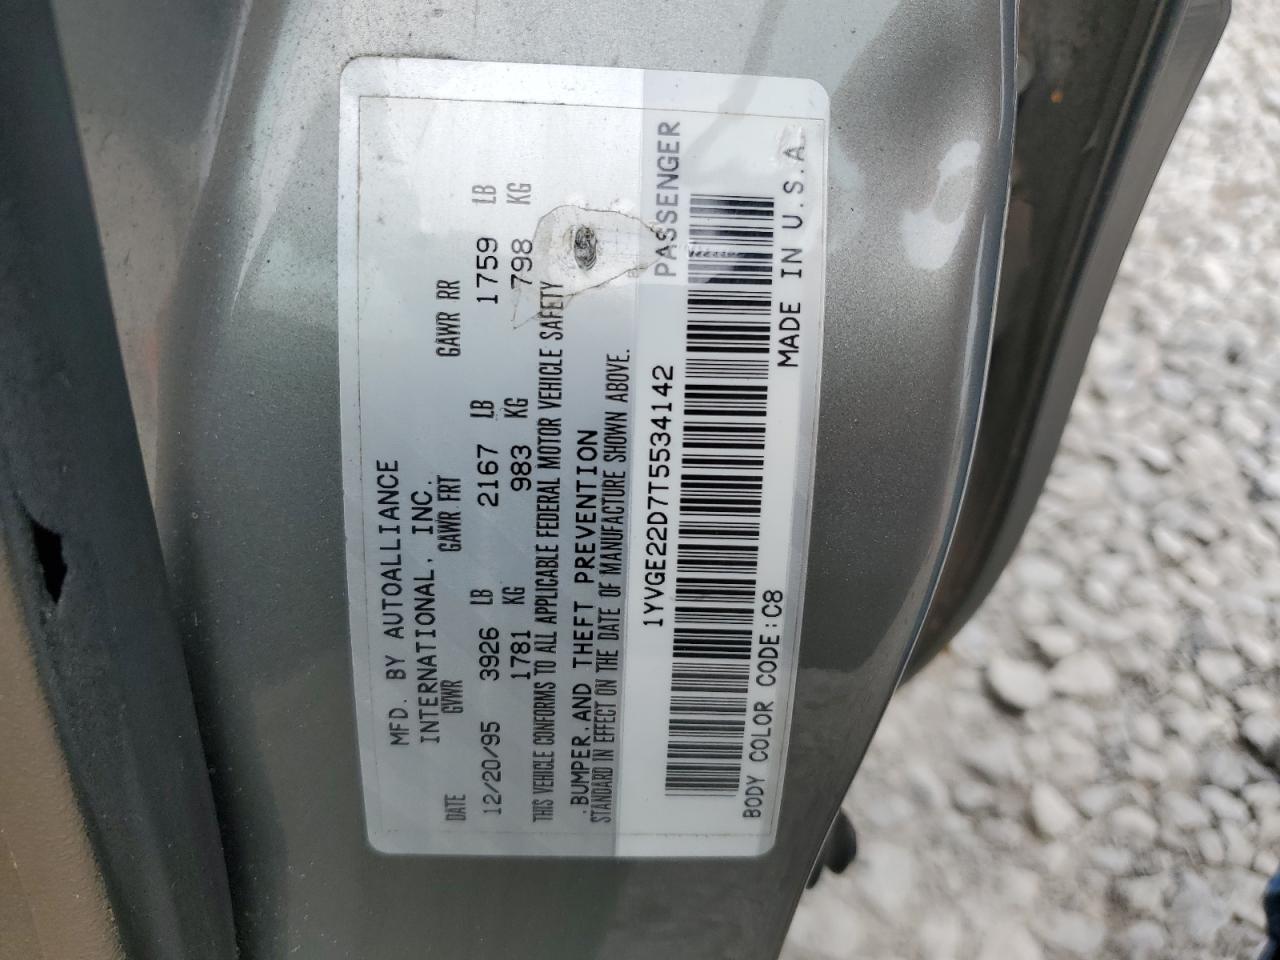 MFD. BY AUTOALLIANCE
INTERNATIONAL, INC.
DATE GVWR GAWR FRT GAWR RR
12/20/95 3926 LB 2167 LB 1759 LB
1781 KG 983 KG 798 KG
THIS VEHICLE CONFORMS TO ALL APPLICABLE FEDERAL MOTOR VEHICLE SAFETY
, BUMPER, AND THEFT PREVENTION
STANDARD IN EFFECT ON THE DATE OF MANUFACTURE SHOWN ABOVE.
1YVGE22D7T5534142 PASSENGER
BODY COLOR CODE:C8 MADE IN U.S.A.